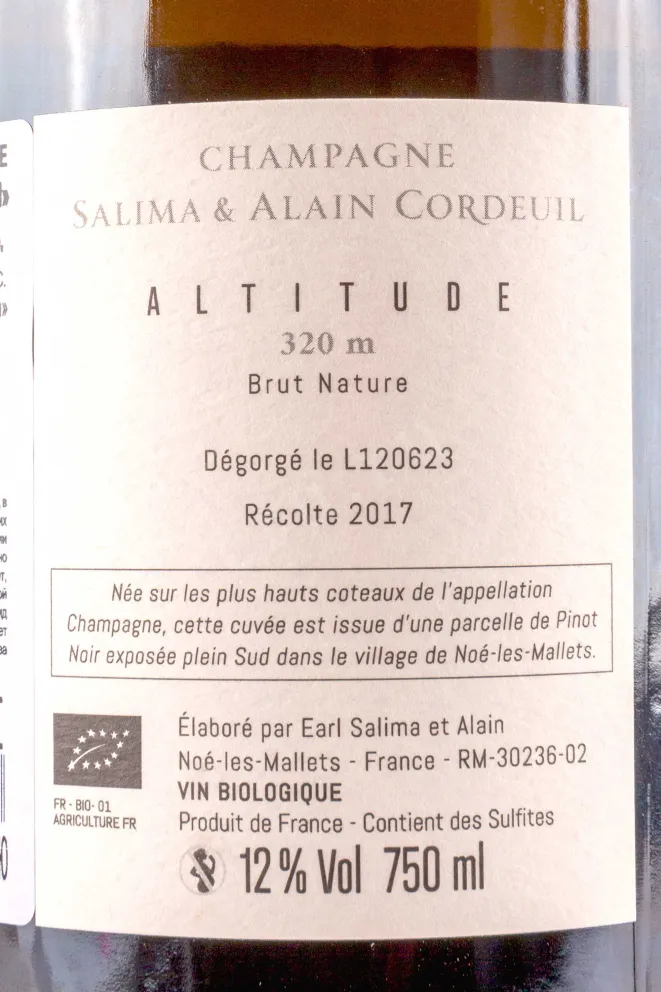 CHAMPAGNE
SALIMA & ALAIN CORDEUIL
ALTITUDE
320 m
Brut Nature
Dégorgé le L120623
Récolte 2017
Née sur les plus hauts coteaux de l'appellation
Champagne, cette cuvée est issue d'une parcelle de Pinot
Noir exposée plein Sud dans le village de Noé-les-Mallets.
Élaboré par Earl Salima et Alain
Noé-les-Mallets - France - RM-30236-02
VIN BIOLOGIQUE
Produit de France - Contient des Sulfites
FR - BIO- 01
AGRICULTURE FR
12 % Vol 750 ml